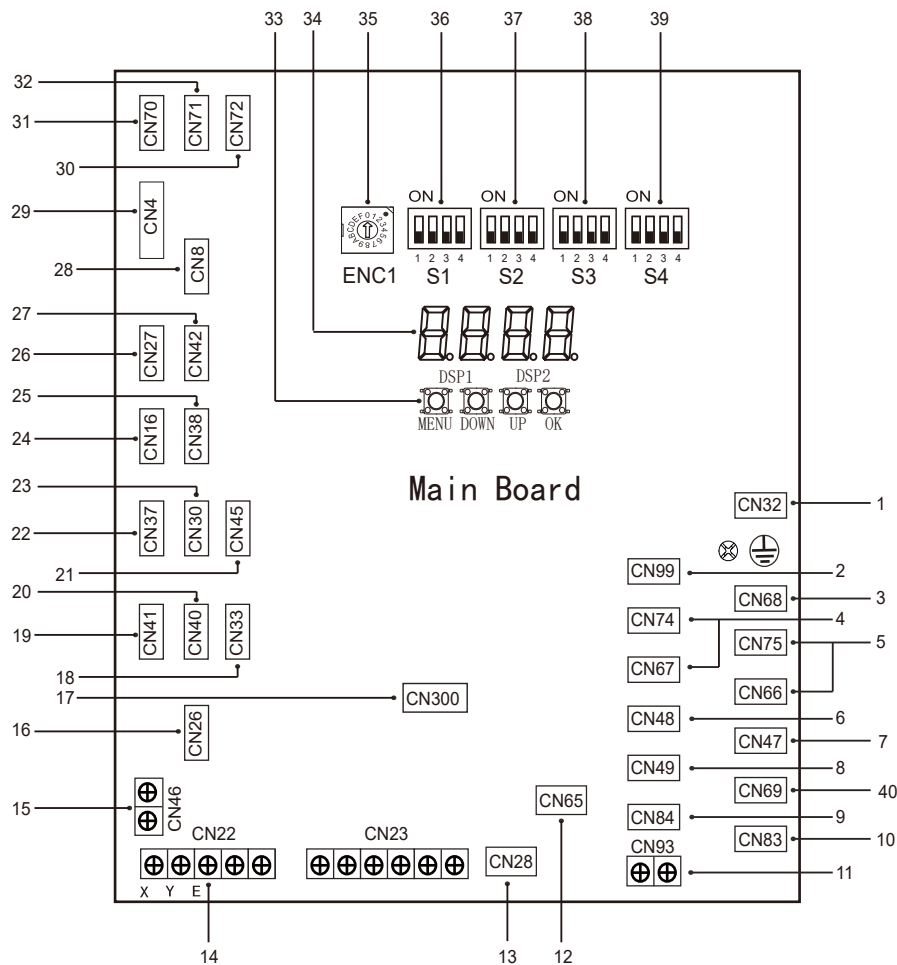 33 34 35 36 37 38 39
32
31 CN70 CN71 CN72
30
29 CN4
ON ON ON ON
0123456789ABCDEF
1 2 3 4 1 2 3 4 1 2 3 4 1 2 3 4
ENC1 S1 S2 S3 S4
28 CN8
27
26 CN27 CN42
DSP1 DSP2
MENU DOWN UP OK
25
24 CN16 CN38
Main Board
23
22 CN37 CN30 CN45
21
CN32 1
CN99 2
CN68 3
20
19 CN41 CN40 CN33
18
CN74 4
CN75 5
CN67
CN66
17 CN300
16 CN26
CN48 6
CN47 7
CN49 8
CN69 40
15 CN46
CN65
CN84 9
CN83 10
CN22 CN23 CN28 CN93
11
X Y E
14 13 12